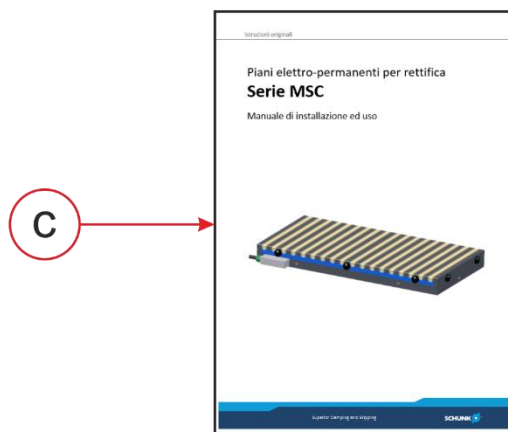 Istruzioni originali
Piani elettro-permanenti per rettifica
Serie MSC
Manuale di installazione ed uso
C
Superior Clamping and Gripping
SCHUNK